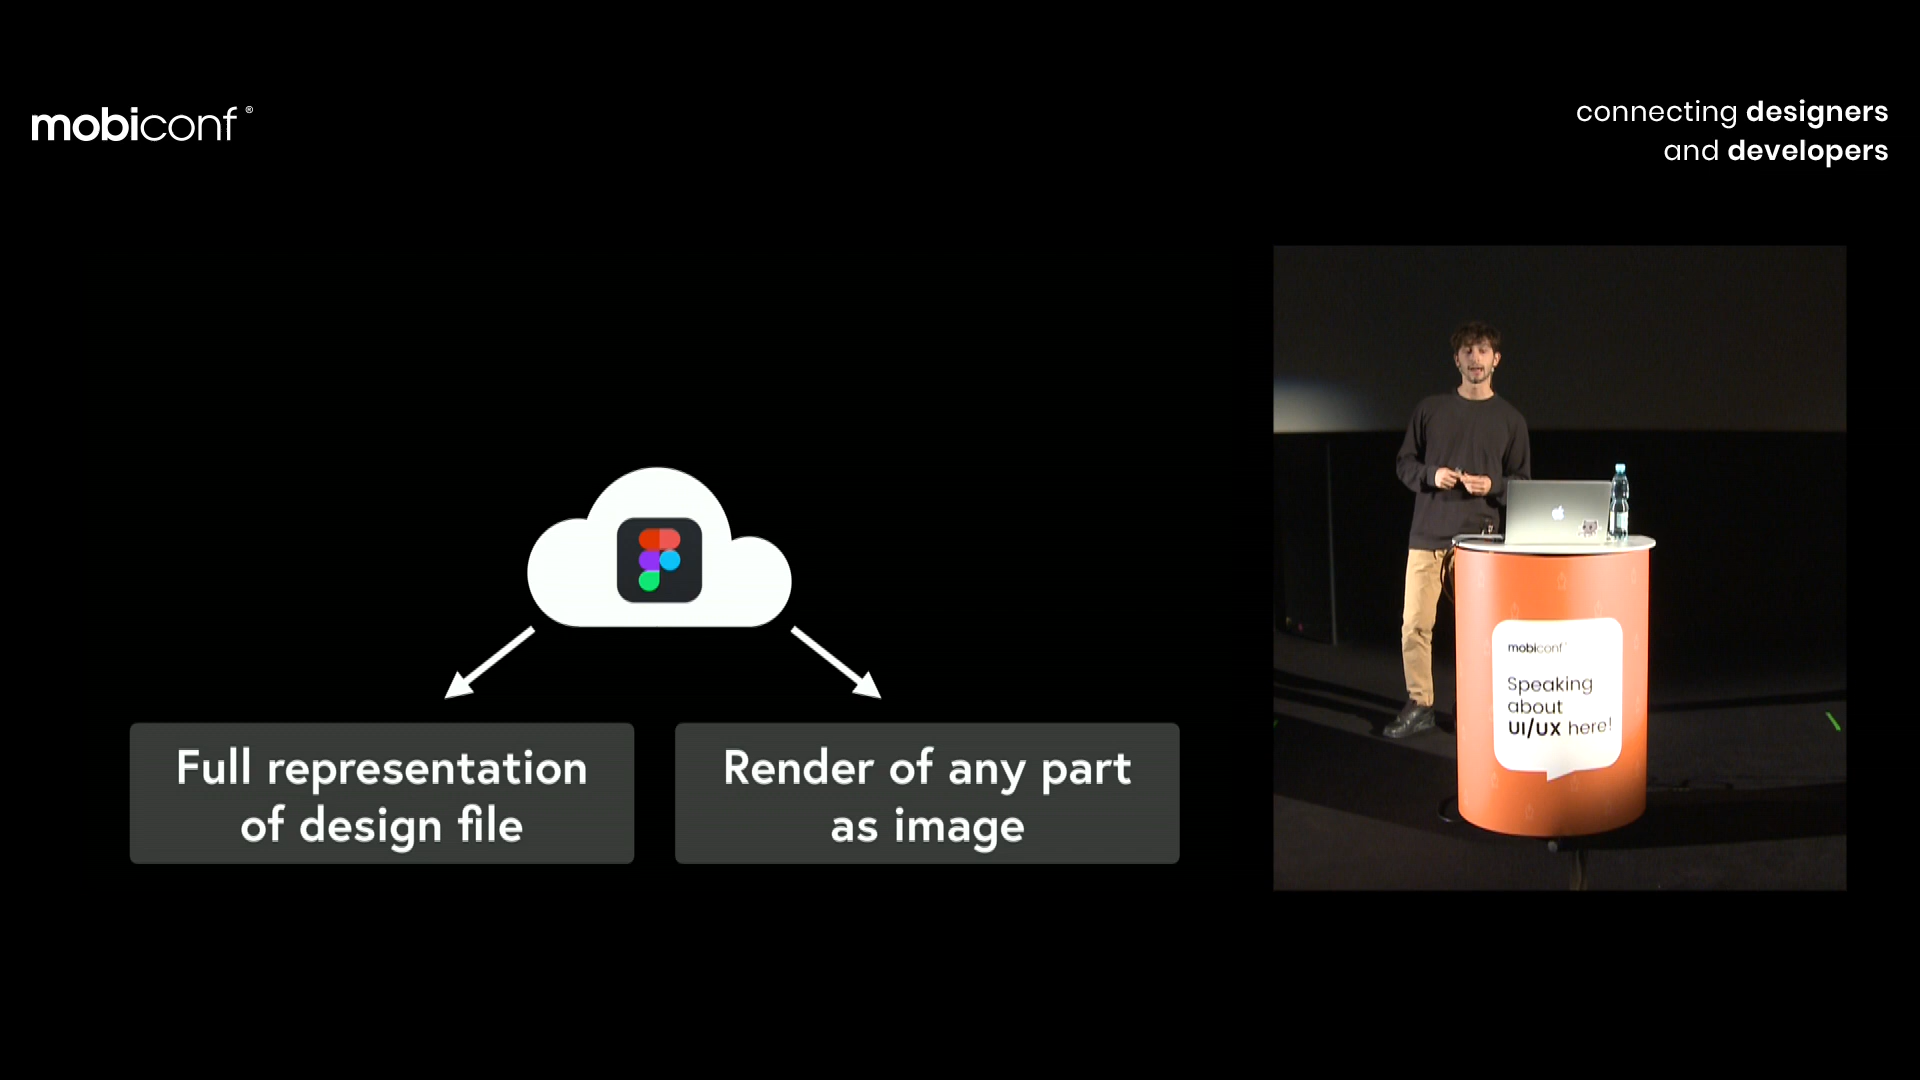 mobiconf®
connecting designers
and developers
Full representation
of design file
Render of any part
as image
mobiconf
Speaking
about
UI/UX here!